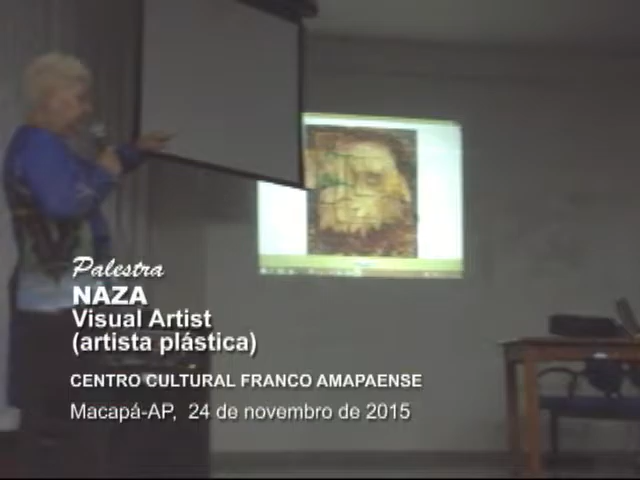 Palestra
NAZA
Visual Artist
(artista plástica)
CENTRO CULTURAL FRANCO AMAPAENSE
Macapá-AP, 24 de novembro de 2015